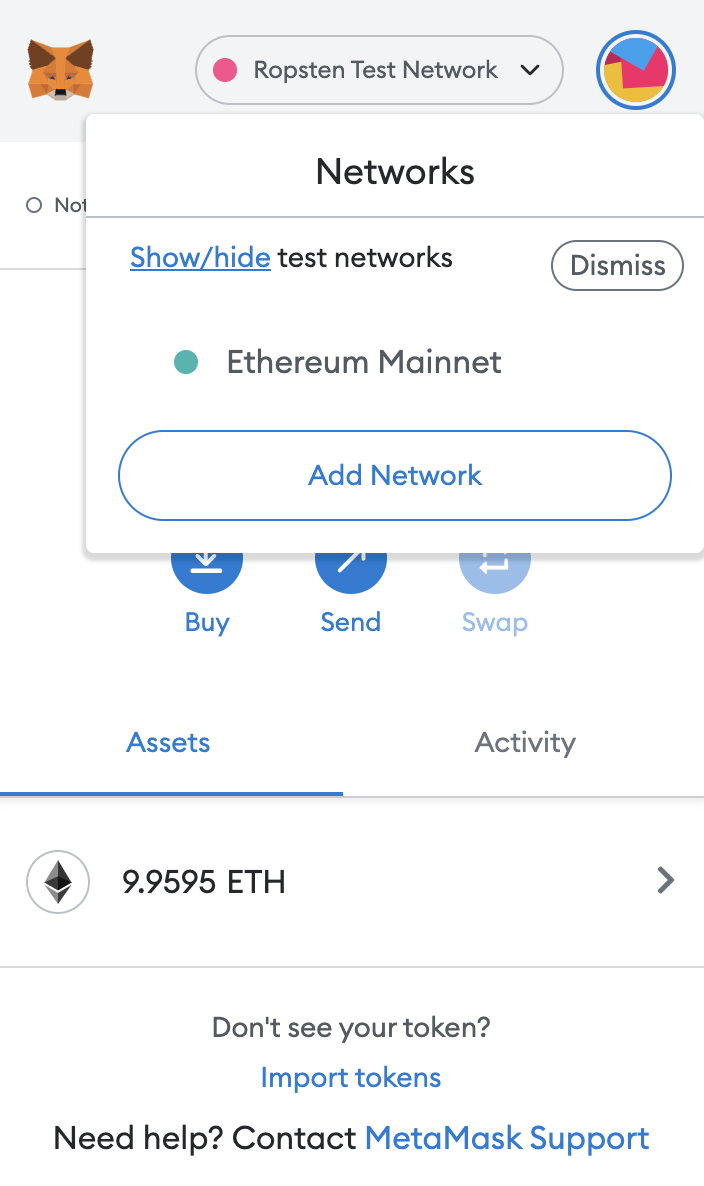 Ropsten Test Network
Networks
Not
Show/hide test networks
Dismiss
Ethereum Mainnet
Add Network
Buy
Send
Swap
Assets
Activity
9.9595 ETH
Don't see your token?
Import tokens
Need help? Contact MetaMask Support